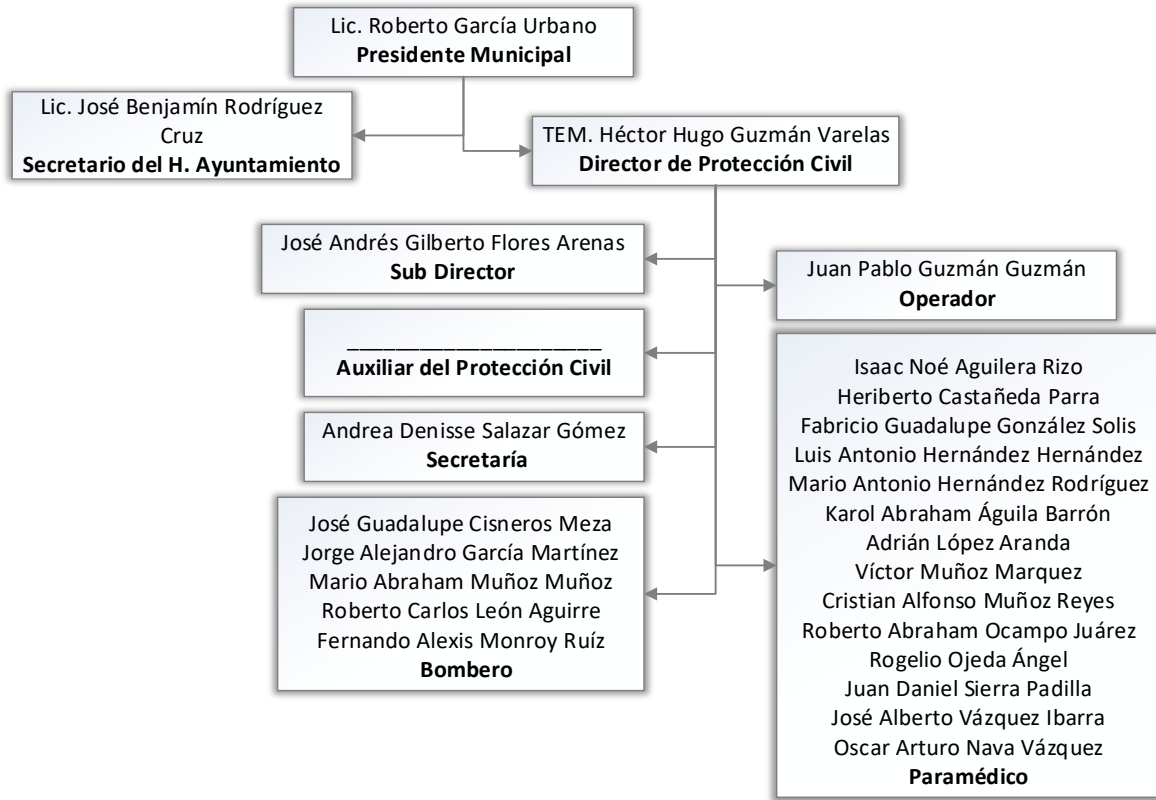 Lic. Roberto García Urbano
Presidente Municipal
Lic. José Benjamín Rodríguez
Cruz
Secretario del H. Ayuntamiento
TEM. Héctor Hugo Guzmán Varelas
Director de Protección Civil
José Andrés Gilberto Flores Arenas
Sub Director
Juan Pablo Guzmán Guzmán
Operador
_____________________
Auxiliar del Protección Civil
Andrea Denisse Salazar Gómez
Secretaría
José Guadalupe Cisneros Meza
Jorge Alejandro García Martínez
Mario Abraham Muñoz Muñoz
Roberto Carlos León Aguirre
Fernando Alexis Monroy Ruíz
Bombero
Isaac Noé Aguilera Rizo
Heriberto Castañeda Parra
Fabricio Guadalupe González Solis
Luis Antonio Hernández Hernández
Mario Antonio Hernández Rodríguez
Karol Abraham Águila Barrón
Adrián López Aranda
Víctor Muñoz Marquez
Cristian Alfonso Muñoz Reyes
Roberto Abraham Ocampo Juárez
Rogelio Ojeda Ángel
Juan Daniel Sierra Padilla
José Alberto Vázquez Ibarra
Oscar Arturo Nava Vázquez
Paramédico